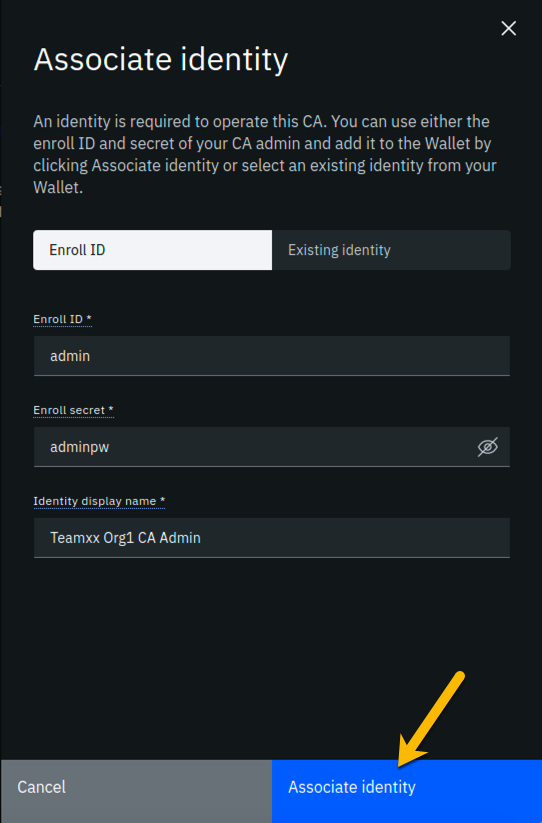 Associate identity
An identity is required to operate this CA. You can use either the
enroll ID and secret of your CA admin and add it to the Wallet by
clicking Associate identity or select an existing identity from your
Wallet.
Enroll ID
Existing identity
Enroll ID *
admin
Enroll secret *
adminpw
Identity display name *
Teamxx Org1 CA Admin
Cancel
Associate identity